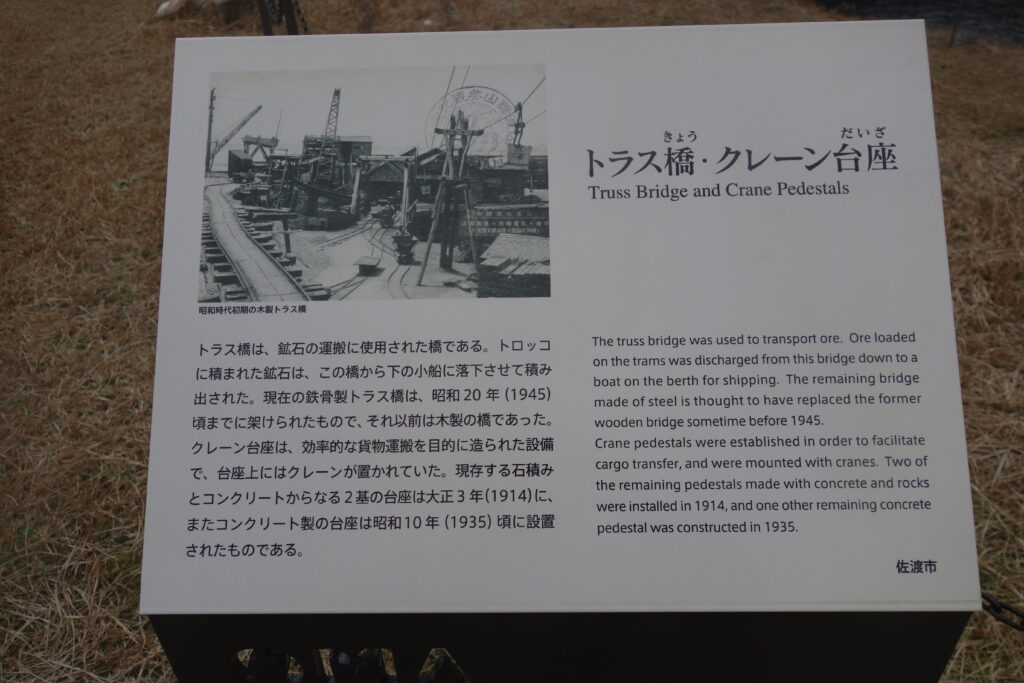 きょう
だいざ
トラス橋・クレーン台座
Truss Bridge and Crane Pedestals
昭和時代初期の木製トラス橋
トラス橋は、鉱石の運搬に使用された橋である。トロッコ
に積まれた鉱石は、この橋から下の小船に落下させて積み
出された。現在の鉄骨製トラス橋は、昭和20年(1945)
頃までに架けられたもので、それ以前は木製の橋であった。
クレーン台座は、効率的な貨物運搬を目的に造られた設備
で、台座上にはクレーンが置かれていた。現存する石積み
とコンクリートからなる2基の台座は大正3年(1914)に、
またコンクリート製の台座は昭和10年(1935)頃に設置
されたものである。
The truss bridge was used to transport ore. Ore loaded
on the trams was discharged from this bridge down to a
boat on the berth for shipping. The remaining bridge
made of steel is thought to have replaced the former
wooden bridge sometime before 1945.
Crane pedestals were established in order to facilitate
cargo transfer, and were mounted with cranes. Two of
the remaining pedestals made with concrete and rocks
were installed in 1914, and one other remaining concrete
pedestal was constructed in 1935.
佐渡市